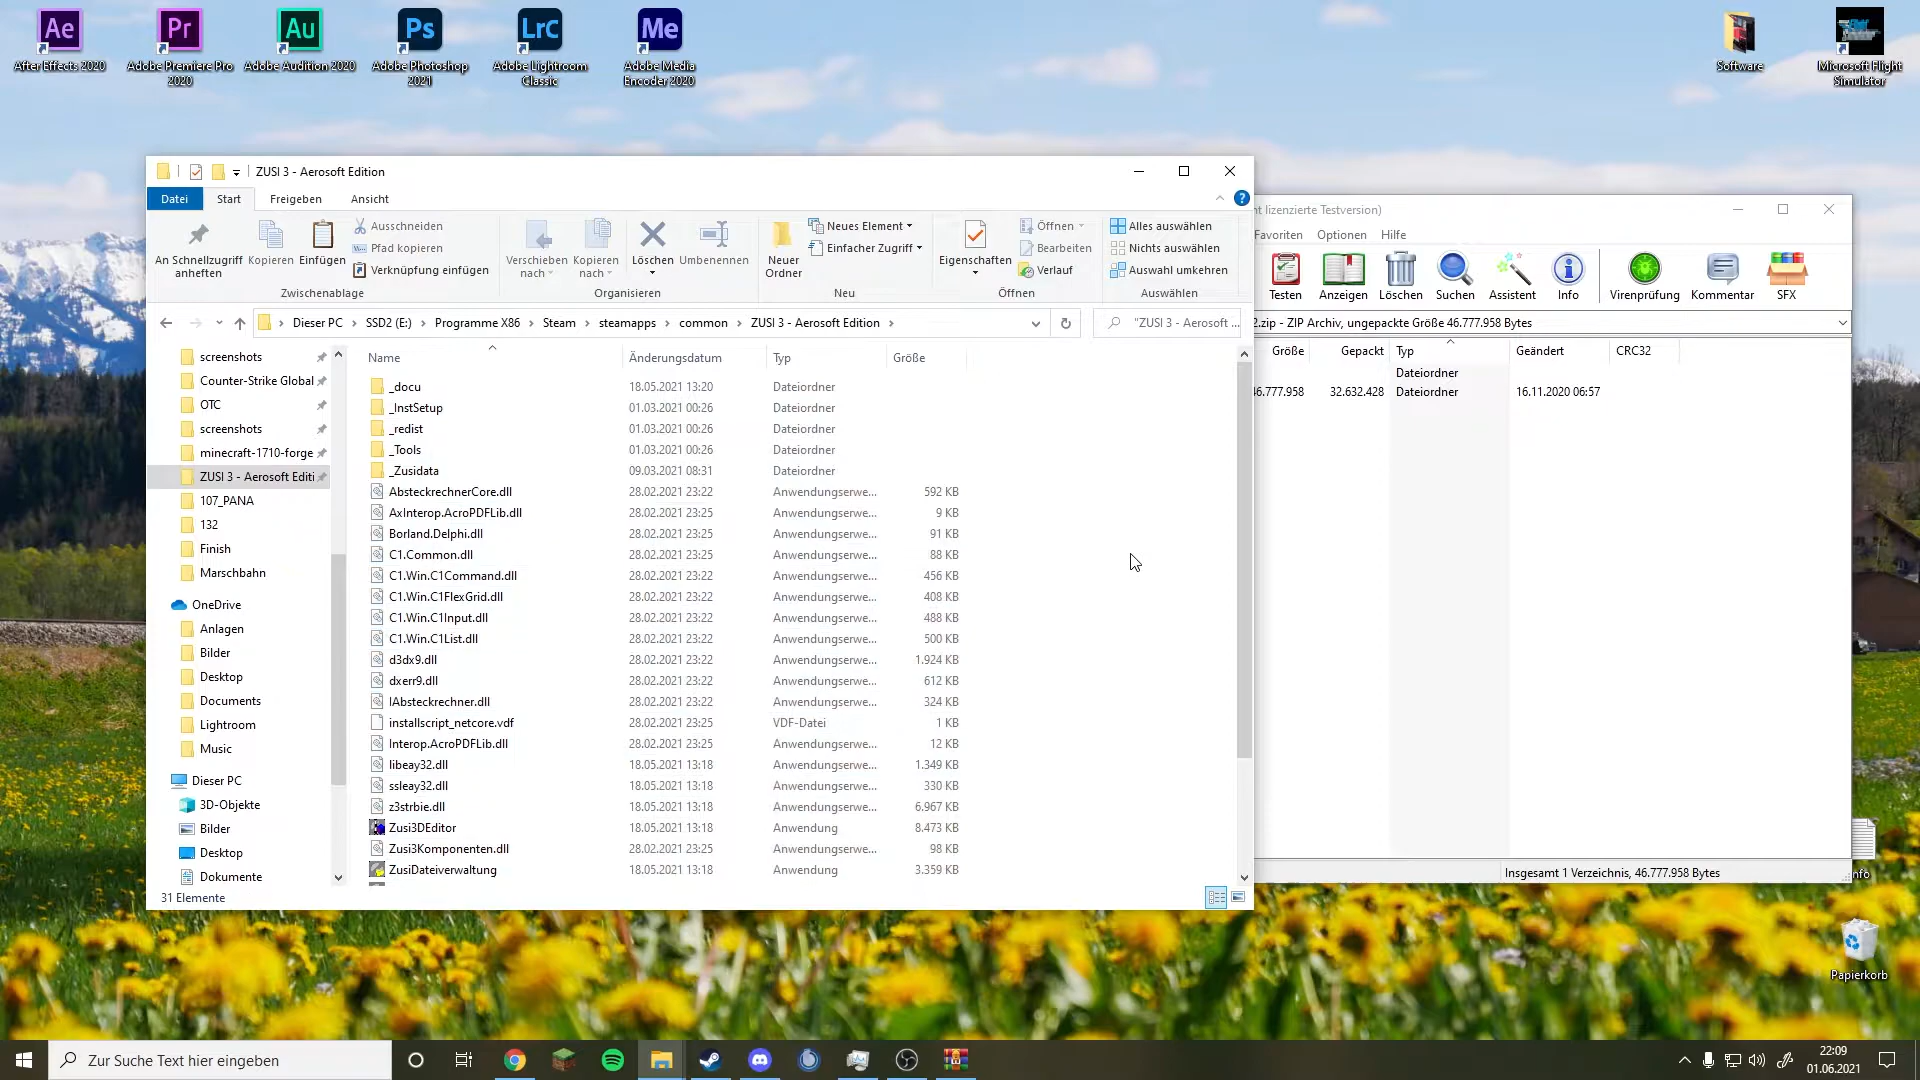 After Effects 2020
Adobe Premiere Pro
2020
Adobe Audition 2020
Adobe Photoshop
2021
Adobe Lightroom
Classic
Adobe Media
Encoder 2020
Software
Microsoft Flight
Simulator
ZUSI 3 - Aerosoft Edition
Datei
Start
Freigeben
Ansicht
An Schnellzugriff
anheften
Kopieren
Einfügen
Ausschneiden
Pfad kopieren
Verknüpfung einfügen
Zwischenablage
Verschieben
nach
Kopieren
nach
Löschen
Umbenennen
Organisieren
Neuer
Ordner
Neues Element
Einfacher Zugriff
Neu
Eigenschaften
Öffnen
Bearbeiten
Verlauf
Öffnen
Alles auswählen
Nichts auswählen
Auswahl umkehren
Auswählen
Dieser PC
SSD2 (E:)
Programme X86
Steam
steamapps
common
ZUSI 3 - Aerosoft Edition
"ZUSI 3 - Aerosoft ...
screenshots
Counter-Strike Global
OTC
screenshots
minecraft-1710-forge
ZUSI 3 - Aerosoft Editi
107_PANA
132
Finish
Marschbahn
OneDrive
Anlagen
Bilder
Desktop
Documents
Lightroom
Music
Dieser PC
3D-Objekte
Bilder
Desktop
Dokumente
Name Änderungsdatum Typ Größe
_docu 18.05.2021 13:20 Dateiordner
_InstSetup 01.03.2021 00:26 Dateiordner
_redist 01.03.2021 00:26 Dateiordner
_Tools 01.03.2021 00:26 Dateiordner
_Zusidata 09.03.2021 08:31 Dateiordner
AbsteckrechnerCore.dll 28.02.2021 23:22 Anwendungserwe... 592 KB
AxInterop.AcroPDFLib.dll 28.02.2021 23:25 Anwendungserwe... 9 KB
Borland.Delphi.dll 28.02.2021 23:25 Anwendungserwe... 91 KB
C1.Common.dll 28.02.2021 23:25 Anwendungserwe... 88 KB
C1.Win.C1Command.dll 28.02.2021 23:22 Anwendungserwe... 456 KB
C1.Win.C1FlexGrid.dll 28.02.2021 23:22 Anwendungserwe... 408 KB
C1.Win.C1Input.dll 28.02.2021 23:22 Anwendungserwe... 488 KB
C1.Win.C1List.dll 28.02.2021 23:22 Anwendungserwe... 500 KB
d3dx9.dll 28.02.2021 23:22 Anwendungserwe... 1.924 KB
dxerr9.dll 28.02.2021 23:22 Anwendungserwe... 612 KB
IAbsteckrechner.dll 28.02.2021 23:22 Anwendungserwe... 324 KB
installscript_netcore.vdf 28.02.2021 23:25 VDF-Datei 1 KB
Interop.AcroPDFLib.dll 28.02.2021 23:25 Anwendungserwe... 12 KB
libeay32.dll 18.05.2021 13:18 Anwendungserwe... 1.349 KB
ssleay32.dll 18.05.2021 13:18 Anwendungserwe... 330 KB
z3strbie.dll 18.05.2021 13:18 Anwendungserwe... 6.967 KB
Zusi3DEditor 18.05.2021 13:18 Anwendung 8.473 KB
Zusi3Komponenten.dll 28.02.2021 23:25 Anwendungserwe... 98 KB
ZusiDateiverwaltung 18.05.2021 13:18 Anwendung 3.359 KB
31 Elemente
nt lizenzierte Testversion)
Favoriten
Optionen
Hilfe
Testen
Anzeigen
Löschen
Suchen
Assistent
Info
Virenprüfung
Kommentar
SFX
2.zip - ZIP Archiv, ungepackte Größe 46.777.958 Bytes
Größe Gepackt Typ Geändert CRC32
Dateiordner
46.777.958 32.632.428 Dateiordner 16.11.2020 06:57
Insgesamt 1 Verzeichnis, 46.777.958 Bytes
Papierkorb
Zur Suche Text hier eingeben
22:09
01.06.2021